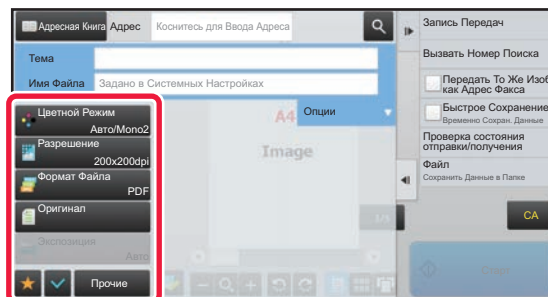 Адресная Книга Адрес Коснитесь для Ввода Адреса
Тема
Имя Файла Задано в Системных Настройках
Цветной Режим
Авто/Mono2
Разрешение
200x200dpi
Формат Файла
PDF
Оригинал
Экспозиция
Авто
Прочие
A4
Опции
Image
1/1
Запись Передач
Вызвать Номер Поиска
Передать То Же Изоб
как Адрес Факса
Быстрое Сохранение
Временно Сохран. Данные
Проверка состояния
отправки/получения
Файл
Сохранить Данные в Папке
CA